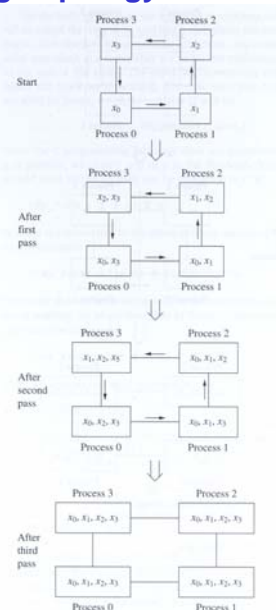 Process 3 Process 2
x₃ x₂
Start
x₀ x₁
Process 0 Process 1
Process 3 Process 2
x₂, x₃ x₁, x₂
After
first
pass
x₀, x₃ x₀, x₁
Process 0 Process 1
Process 3 Process 2
x₁, x₂, x₃ x₀, x₁, x₂
After
second
pass
x₀, x₂, x₃ x₀, x₁, x₃
Process 0 Process 1
Process 3 Process 2
x₀, x₁, x₂, x₃ x₀, x₁, x₂, x₃
After
third
pass
x₀, x₁, x₂, x₃ x₀, x₁, x₂, x₃
Process 0 Process 1